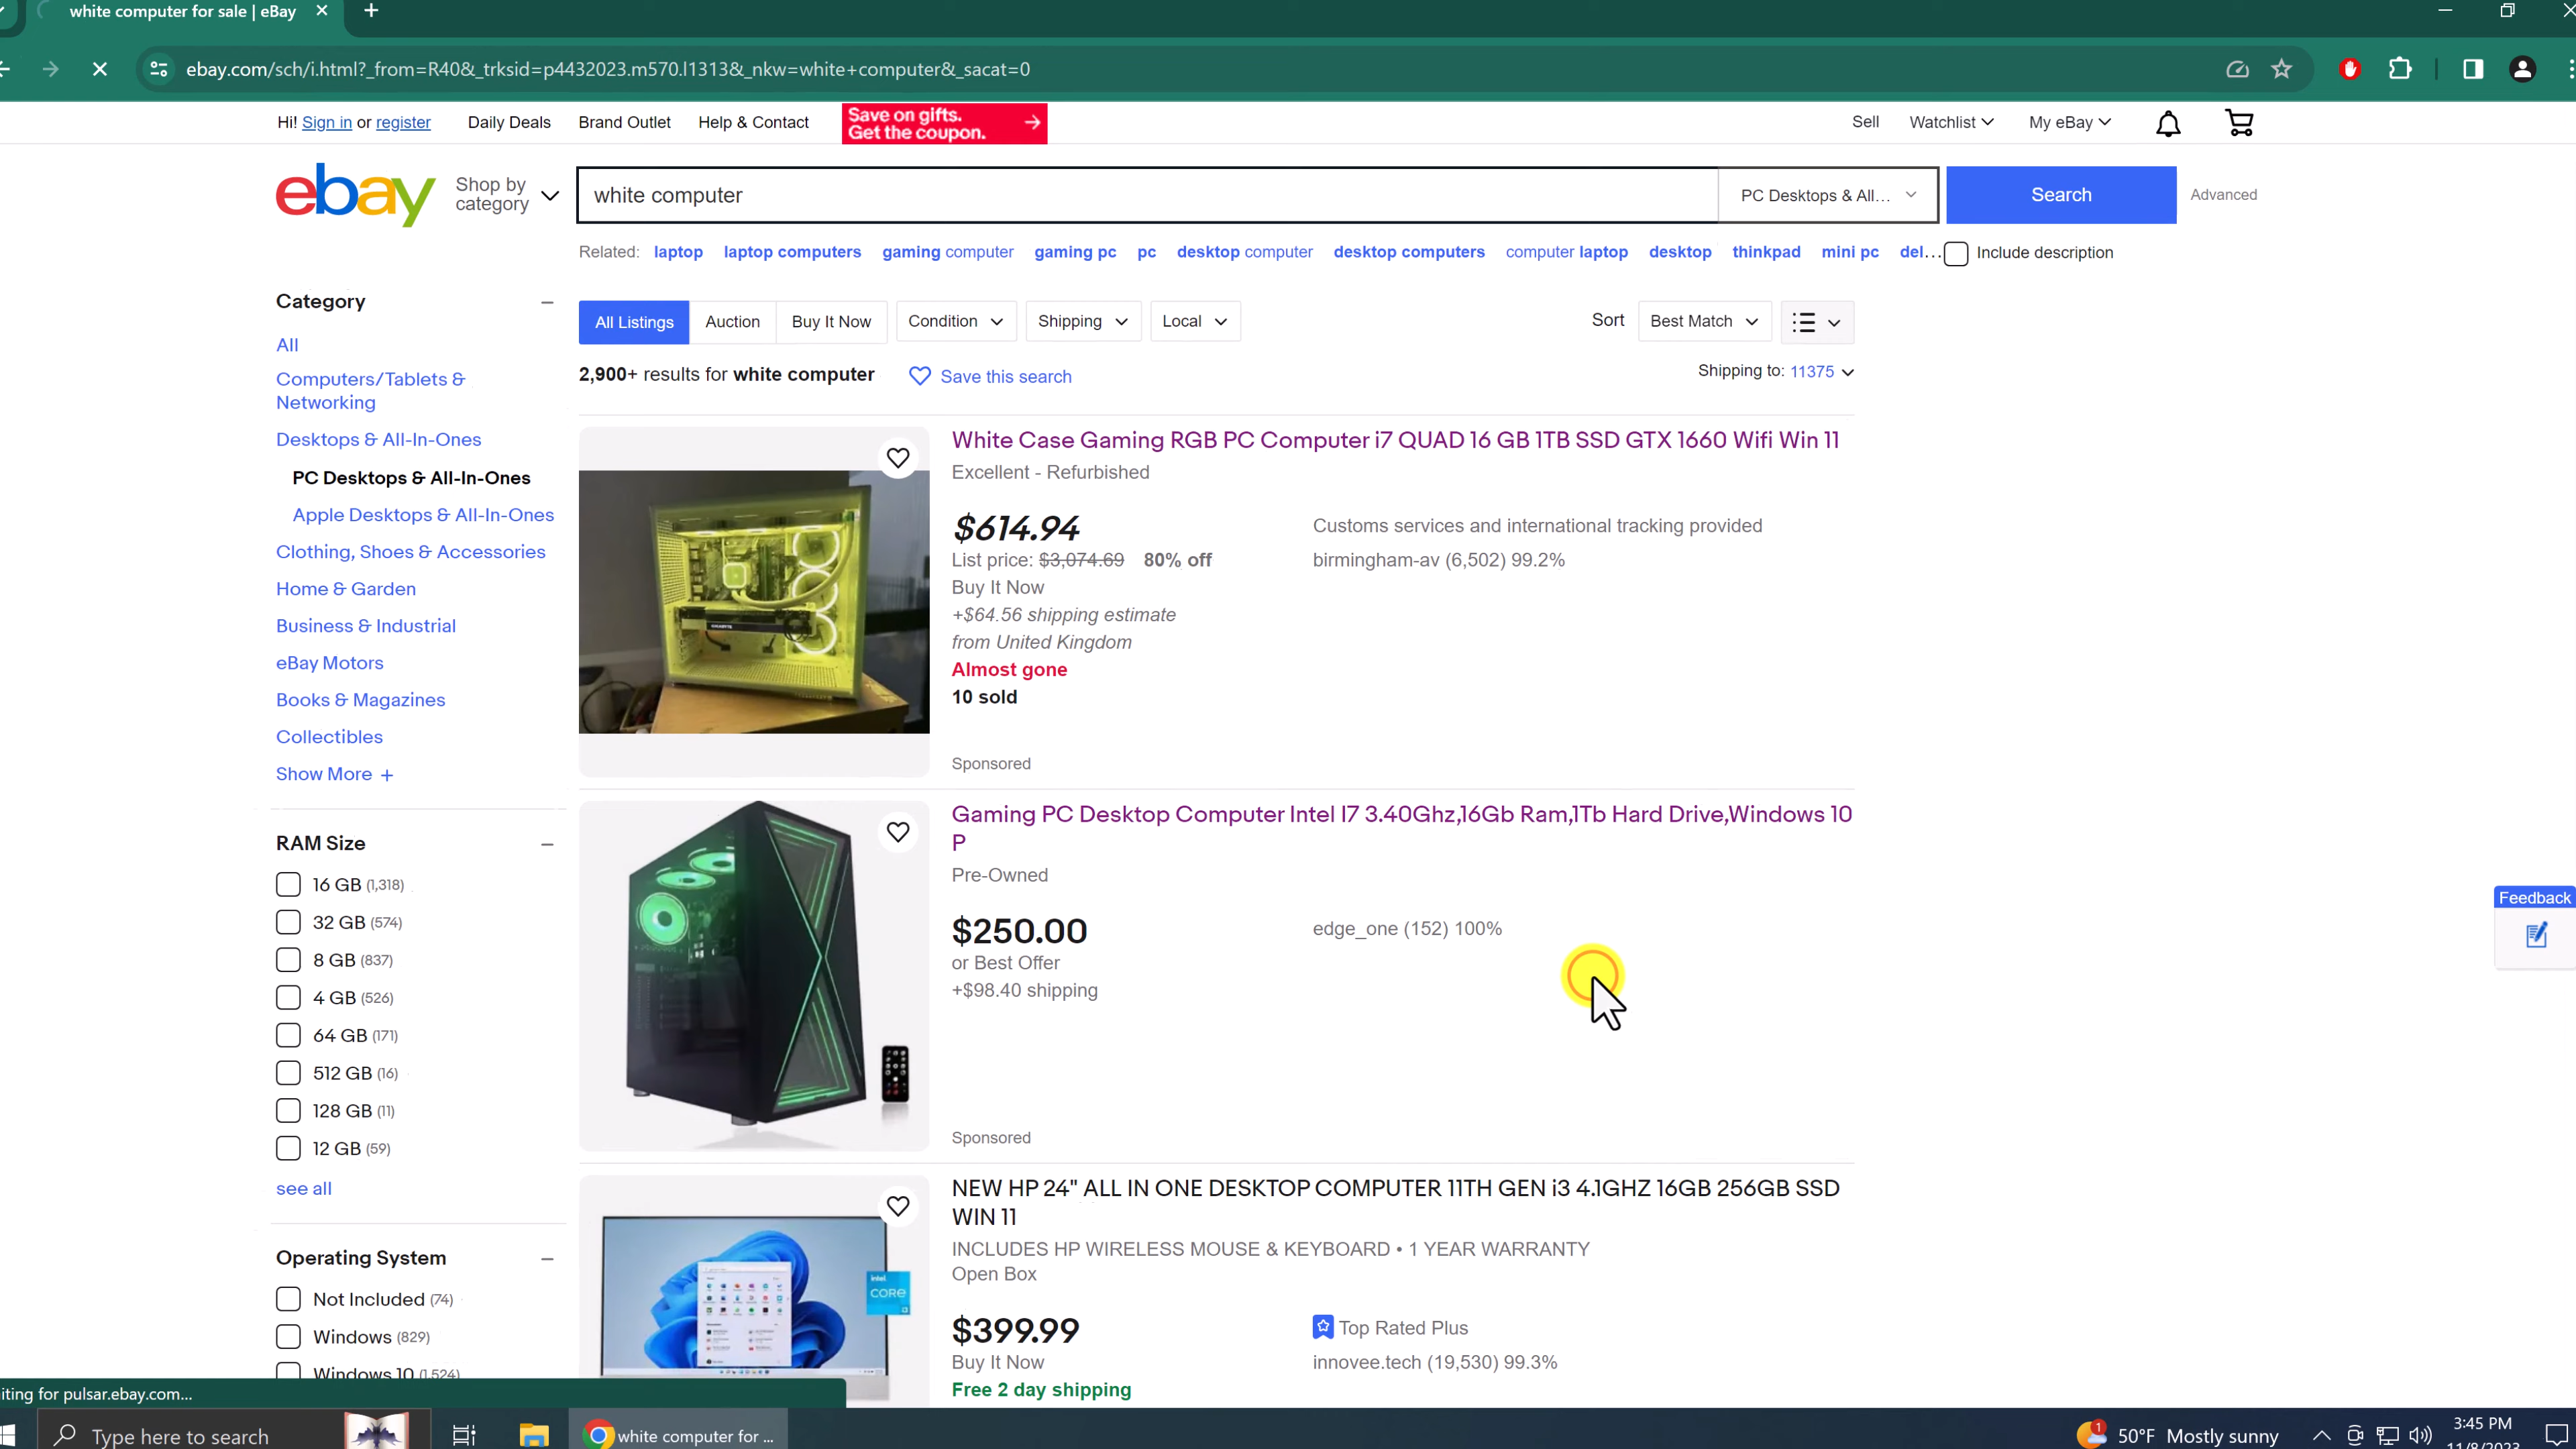 white computer for sale | eBay
ebay.com/sch/i.html?_from=R40&_trksid=p4432023.m570.l1313&_nkw=white+computer&_sacat=0
Hi! Sign in or register Daily Deals Brand Outlet Help & Contact Save on gifts. Get the coupon. Sell Watchlist My eBay
ebay Shop by category white computer PC Desktops & All... Search Advanced
Related: laptop laptop computers gaming computer gaming pc pc desktop computer desktop computers computer laptop desktop thinkpad mini pc del... Include description
Category
All
Computers/Tablets &
Networking
Desktops & All-In-Ones
PC Desktops & All-In-Ones
Apple Desktops & All-In-Ones
Clothing, Shoes & Accessories
Home & Garden
Business & Industrial
eBay Motors
Books & Magazines
Collectibles
Show More
RAM Size
16 GB (1,318)
32 GB (574)
8 GB (837)
4 GB (526)
64 GB (171)
512 GB (16)
128 GB (11)
12 GB (59)
see all
Operating System
Not Included (74)
Windows (829)
Windows 10 (1,524)
All Listings Auction Buy It Now Condition Shipping Local Sort Best Match
2,900+ results for white computer Save this search Shipping to: 11375
White Case Gaming RGB PC Computer i7 QUAD 16 GB 1TB SSD GTX 1660 Wifi Win 11
Excellent - Refurbished
$614.94 Customs services and international tracking provided
List price: $3,074.69 80% off birmingham-av (6,502) 99.2%
Buy It Now
+$64.56 shipping estimate
from United Kingdom
Almost gone
10 sold
Sponsored
Gaming PC Desktop Computer Intel I7 3.40Ghz,16Gb Ram,1Tb Hard Drive,Windows 10
P
Pre-Owned
$250.00 edge_one (152) 100%
or Best Offer
+$98.40 shipping
Sponsored
NEW HP 24" ALL IN ONE DESKTOP COMPUTER 11TH GEN i3 4.1GHZ 16GB 256GB SSD
WIN 11
INCLUDES HP WIRELESS MOUSE & KEYBOARD • 1 YEAR WARRANTY
Open Box
intel
CORE
$399.99 Top Rated Plus
Buy It Now innovee.tech (19,530) 99.3%
Free 2 day shipping
Feedback
iting for pulsar.ebay.com...
Type here to search white computer for ... 1 50°F Mostly sunny 3:45 PM
11/8/2023